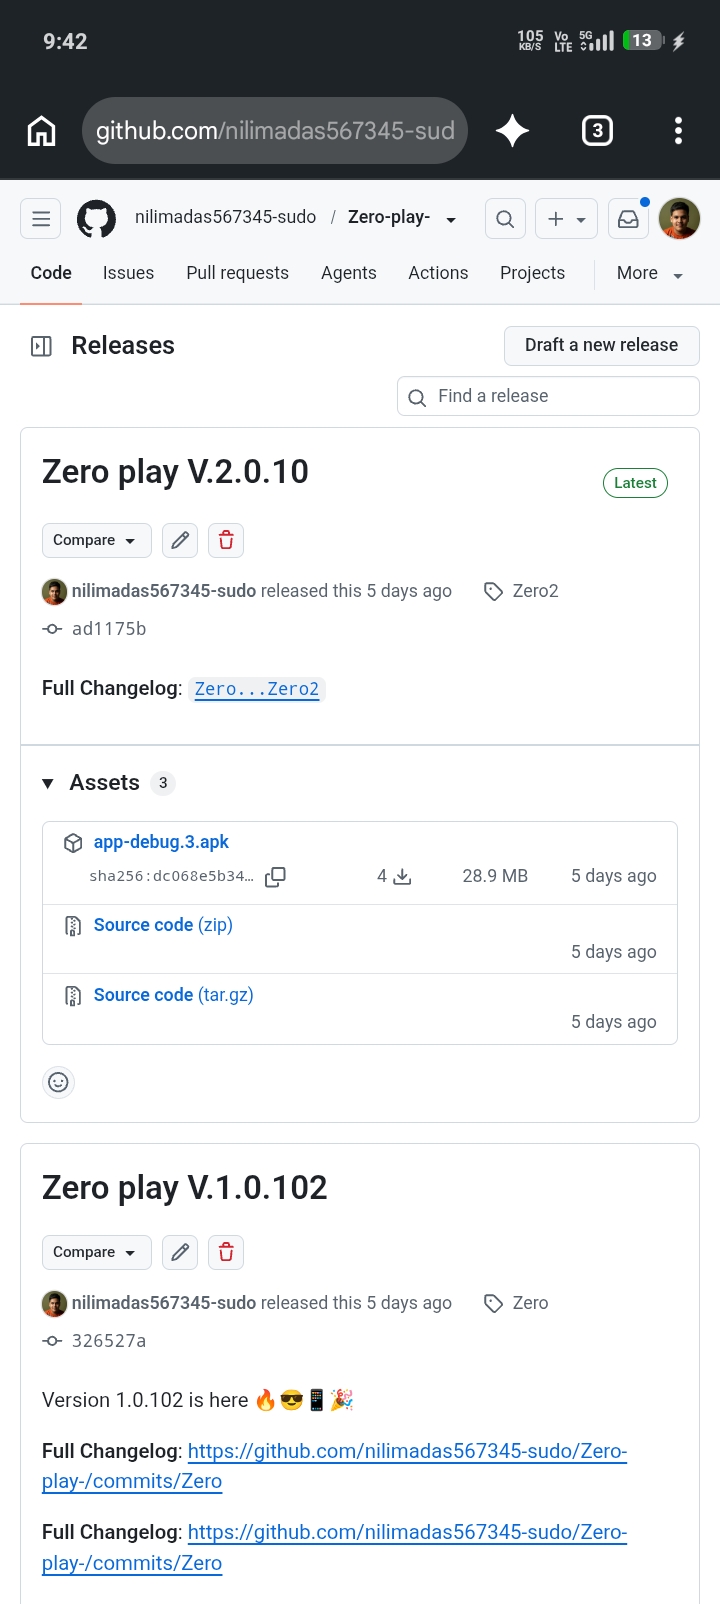 9:42
105 KB/S Vo LTE 5G 13
github.com/nilimadas567345-sud
3
nilimadas567345-sudo / Zero-play-
Code Issues Pull requests Agents Actions Projects More
Releases
Draft a new release
Find a release
Zero play V.2.0.10
Latest
Compare
nilimadas567345-sudo released this 5 days ago Zero2
ad1175b
Full Changelog: Zero...Zero2
Assets 3
app-debug.3.apk
sha256:dc068e5b34… 4 28.9 MB 5 days ago
Source code (zip)
5 days ago
Source code (tar.gz)
5 days ago
Zero play V.1.0.102
Compare
nilimadas567345-sudo released this 5 days ago Zero
326527a
Version 1.0.102 is here 🔥😎📱🎉
Full Changelog: https://github.com/nilimadas567345-sudo/Zero-
play-/commits/Zero
Full Changelog: https://github.com/nilimadas567345-sudo/Zero-
play-/commits/Zero